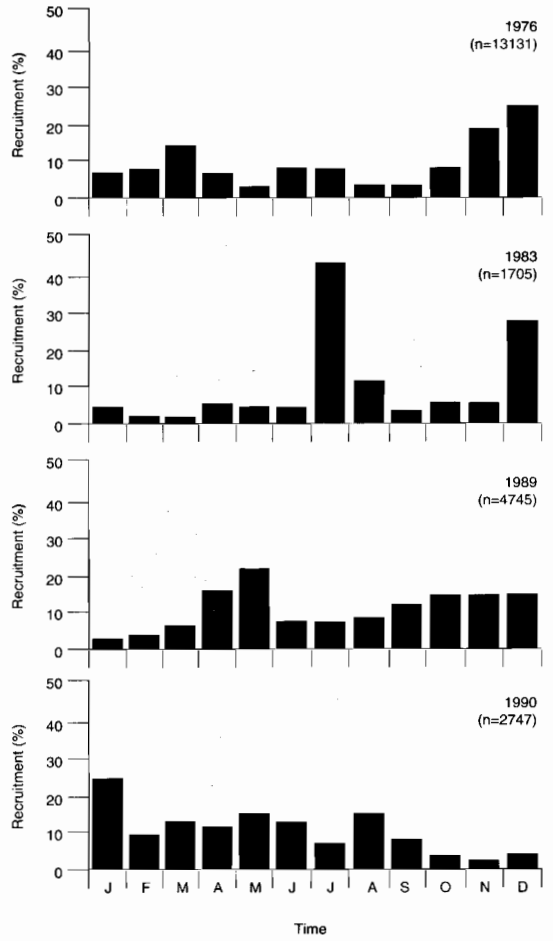 50
40
30
20
10
0
Recruitment (%)
1976
(n=13131)
50
40
30
20
10
0
Recruitment (%)
1983
(n=1705)
50
40
30
20
10
0
Recruitment (%)
1989
(n=4745)
50
40
30
20
10
0
Recruitment (%)
1990
(n=2747)
J F M A M J J A S O N D
Time